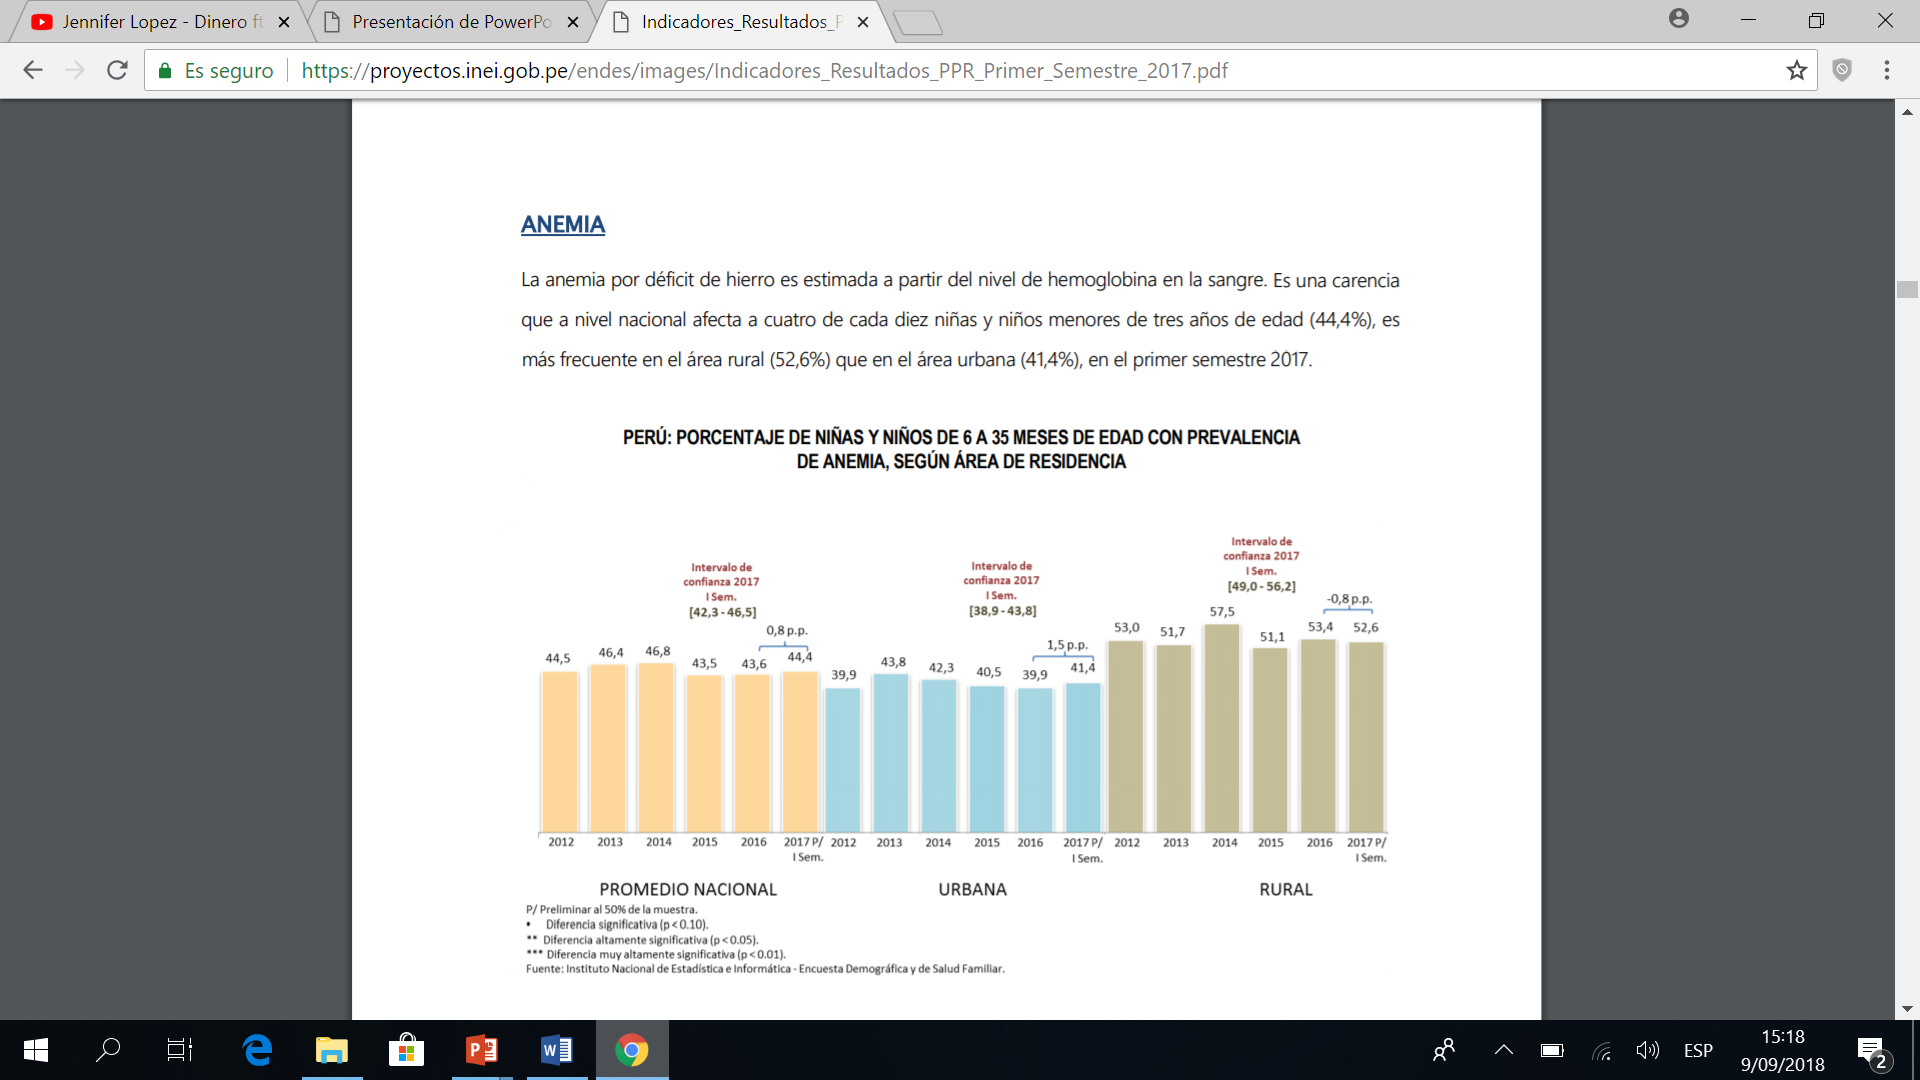 Jennifer Lopez - Dinero ft
Presentación de PowerPo
Indicadores_Resultados_P
Es seguro
https://proyectos.inei.gob.pe/endes/images/Indicadores_Resultados_PPR_Primer_Semestre_2017.pdf
ANEMIA
La anemia por déficit de hierro es estimada a partir del nivel de hemoglobina en la sangre. Es una carencia
que a nivel nacional afecta a cuatro de cada diez niñas y niños menores de tres años de edad (44,4%), es
más frecuente en el área rural (52,6%) que en el área urbana (41,4%), en el primer semestre 2017.
PERÚ: PORCENTAJE DE NIÑAS Y NIÑOS DE 6 A 35 MESES DE EDAD CON PREVALENCIA
DE ANEMIA, SEGÚN ÁREA DE RESIDENCIA
Intervalo de
confianza 2017
I Sem.
[42,3 - 46,5]
0,8 p.p.
44,5
46,4
46,8
43,5
43,6
44,4
2012
2013
2014
2015
2016
2017 P/
I Sem.
PROMEDIO NACIONAL
Intervalo de
confianza 2017
I Sem.
[38,9 - 43,8]
1,5 p.p.
39,9
43,8
42,3
40,5
39,9
41,4
2012
2013
2014
2015
2016
2017 P/
I Sem.
URBANA
Intervalo de
confianza 2017
I Sem.
[49,0 - 56,2]
-0,8 p.p.
53,0
51,7
57,5
51,1
53,4
52,6
2012
2013
2014
2015
2016
2017 P/
I Sem.
RURAL
P/ Preliminar al 50% de la muestra.
• Diferencia significativa (p < 0.10).
** Diferencia altamente significativa (p < 0.05).
*** Diferencia muy altamente significativa (p < 0.01).
Fuente: Instituto Nacional de Estadística e Informática - Encuesta Demográfica y de Salud Familiar.
ESP
15:18
9/09/2018
2